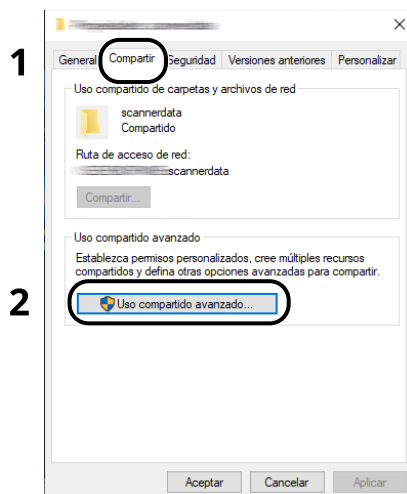 1
General
Compartir
Seguridad
Versiones anteriores
Personalizar
Uso compartido de carpetas y archivos de red
scannerdata
Compartido
Ruta de acceso de red:
scannerdata
Compartir...
Uso compartido avanzado
Establezca permisos personalizados, cree múltiples recursos
compartidos y defina otras opciones avanzadas para compartir.
2
Uso compartido avanzado...
Aceptar
Cancelar
Aplicar